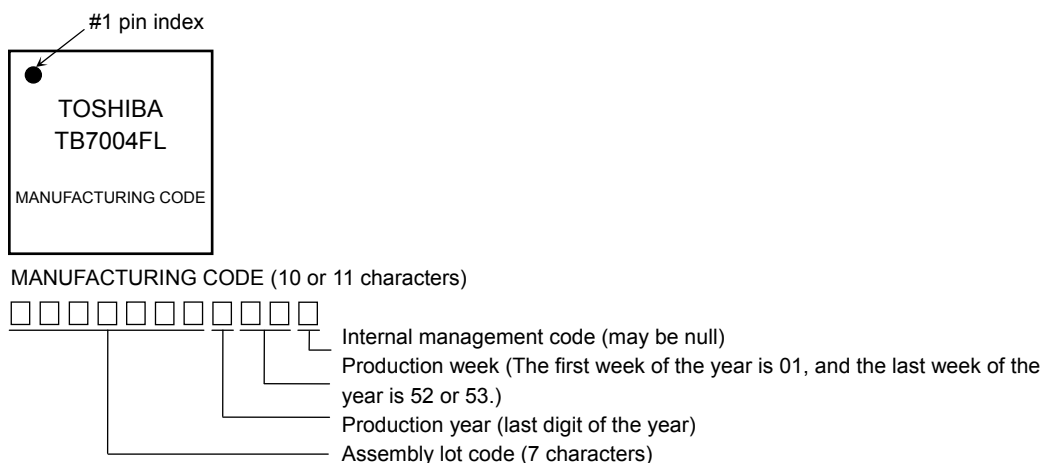 #1 pin index
TOSHIBA
TB7004FL
MANUFACTURING CODE
MANUFACTURING CODE (10 or 11 characters)
Internal management code (may be null)
Production week (The first week of the year is 01, and the last week of the
year is 52 or 53.)
Production year (last digit of the year)
Assembly lot code (7 characters)